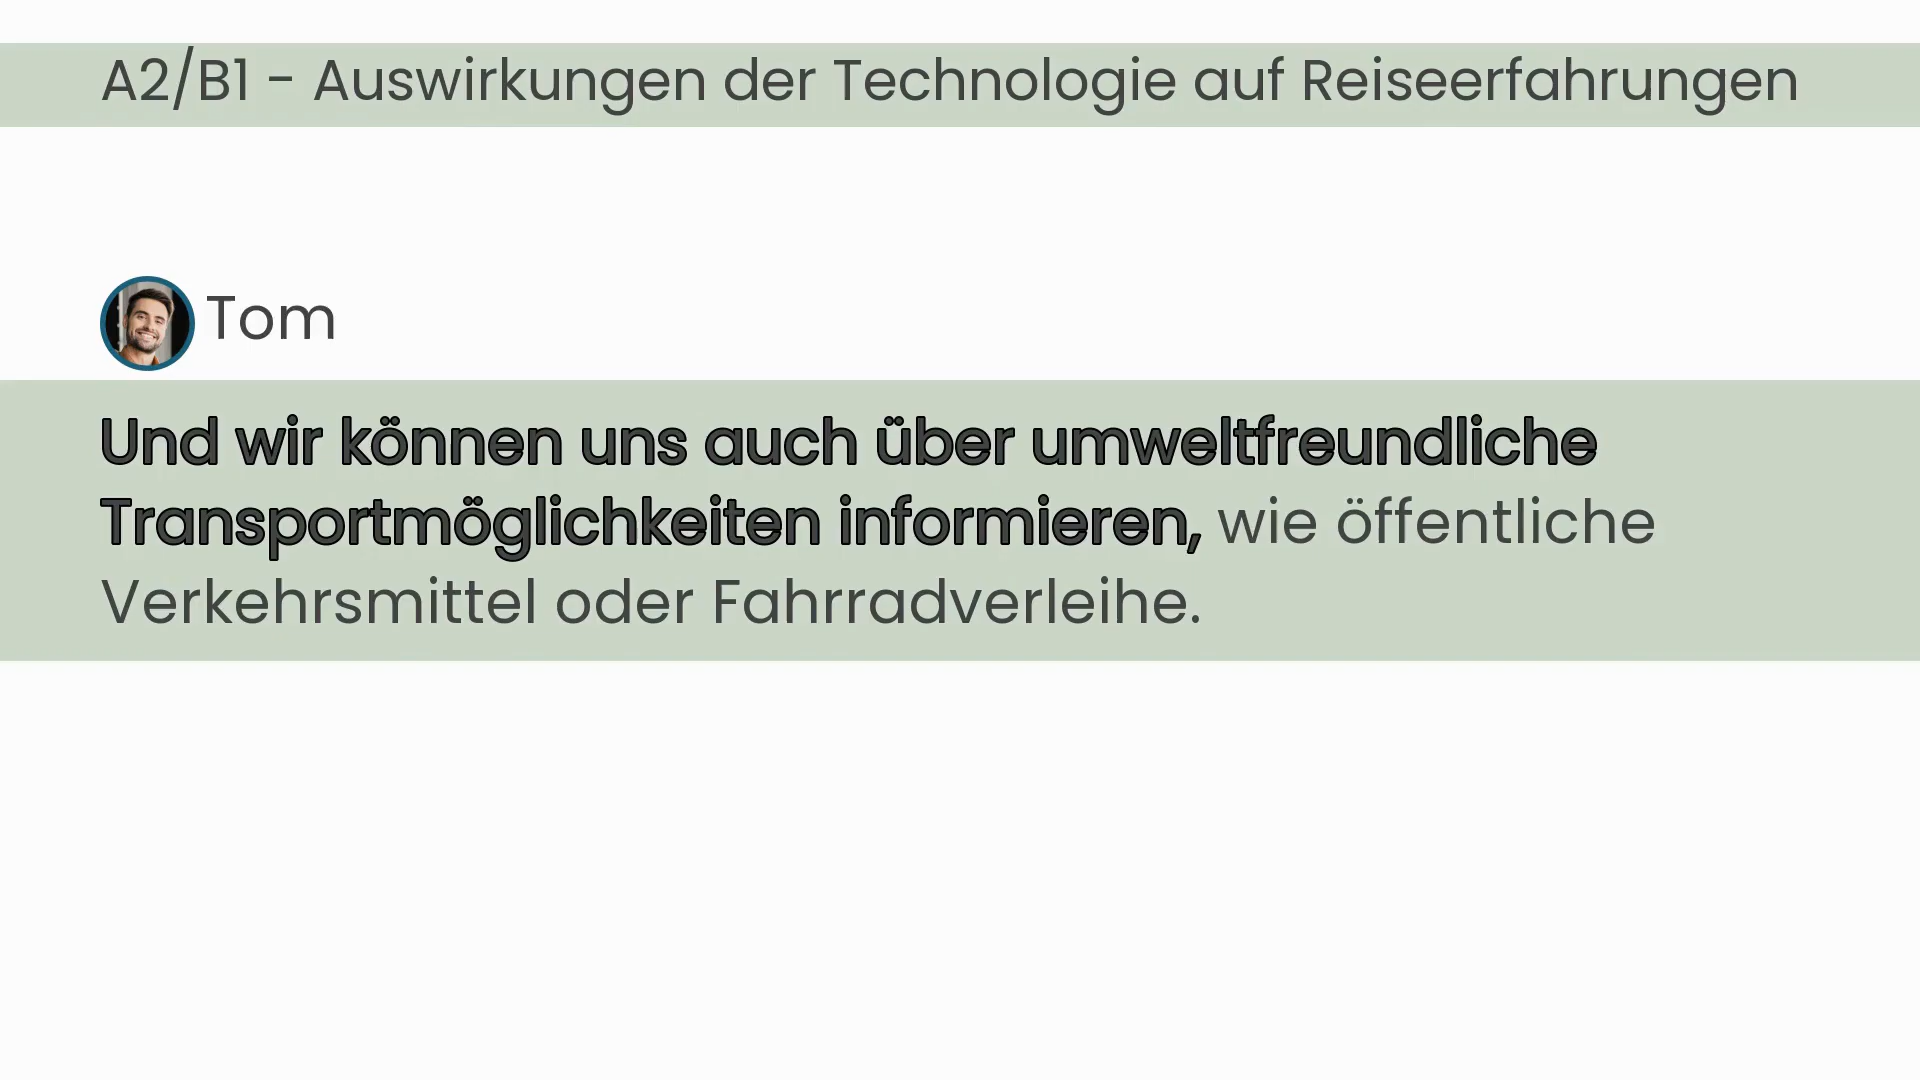 A2/B1 - Auswirkungen der Technologie auf Reiseerfahrungen
Tom
Und wir können uns auch über umweltfreundliche
Transportmöglichkeiten informieren, wie öffentliche
Verkehrsmittel oder Fahrradverleihe.